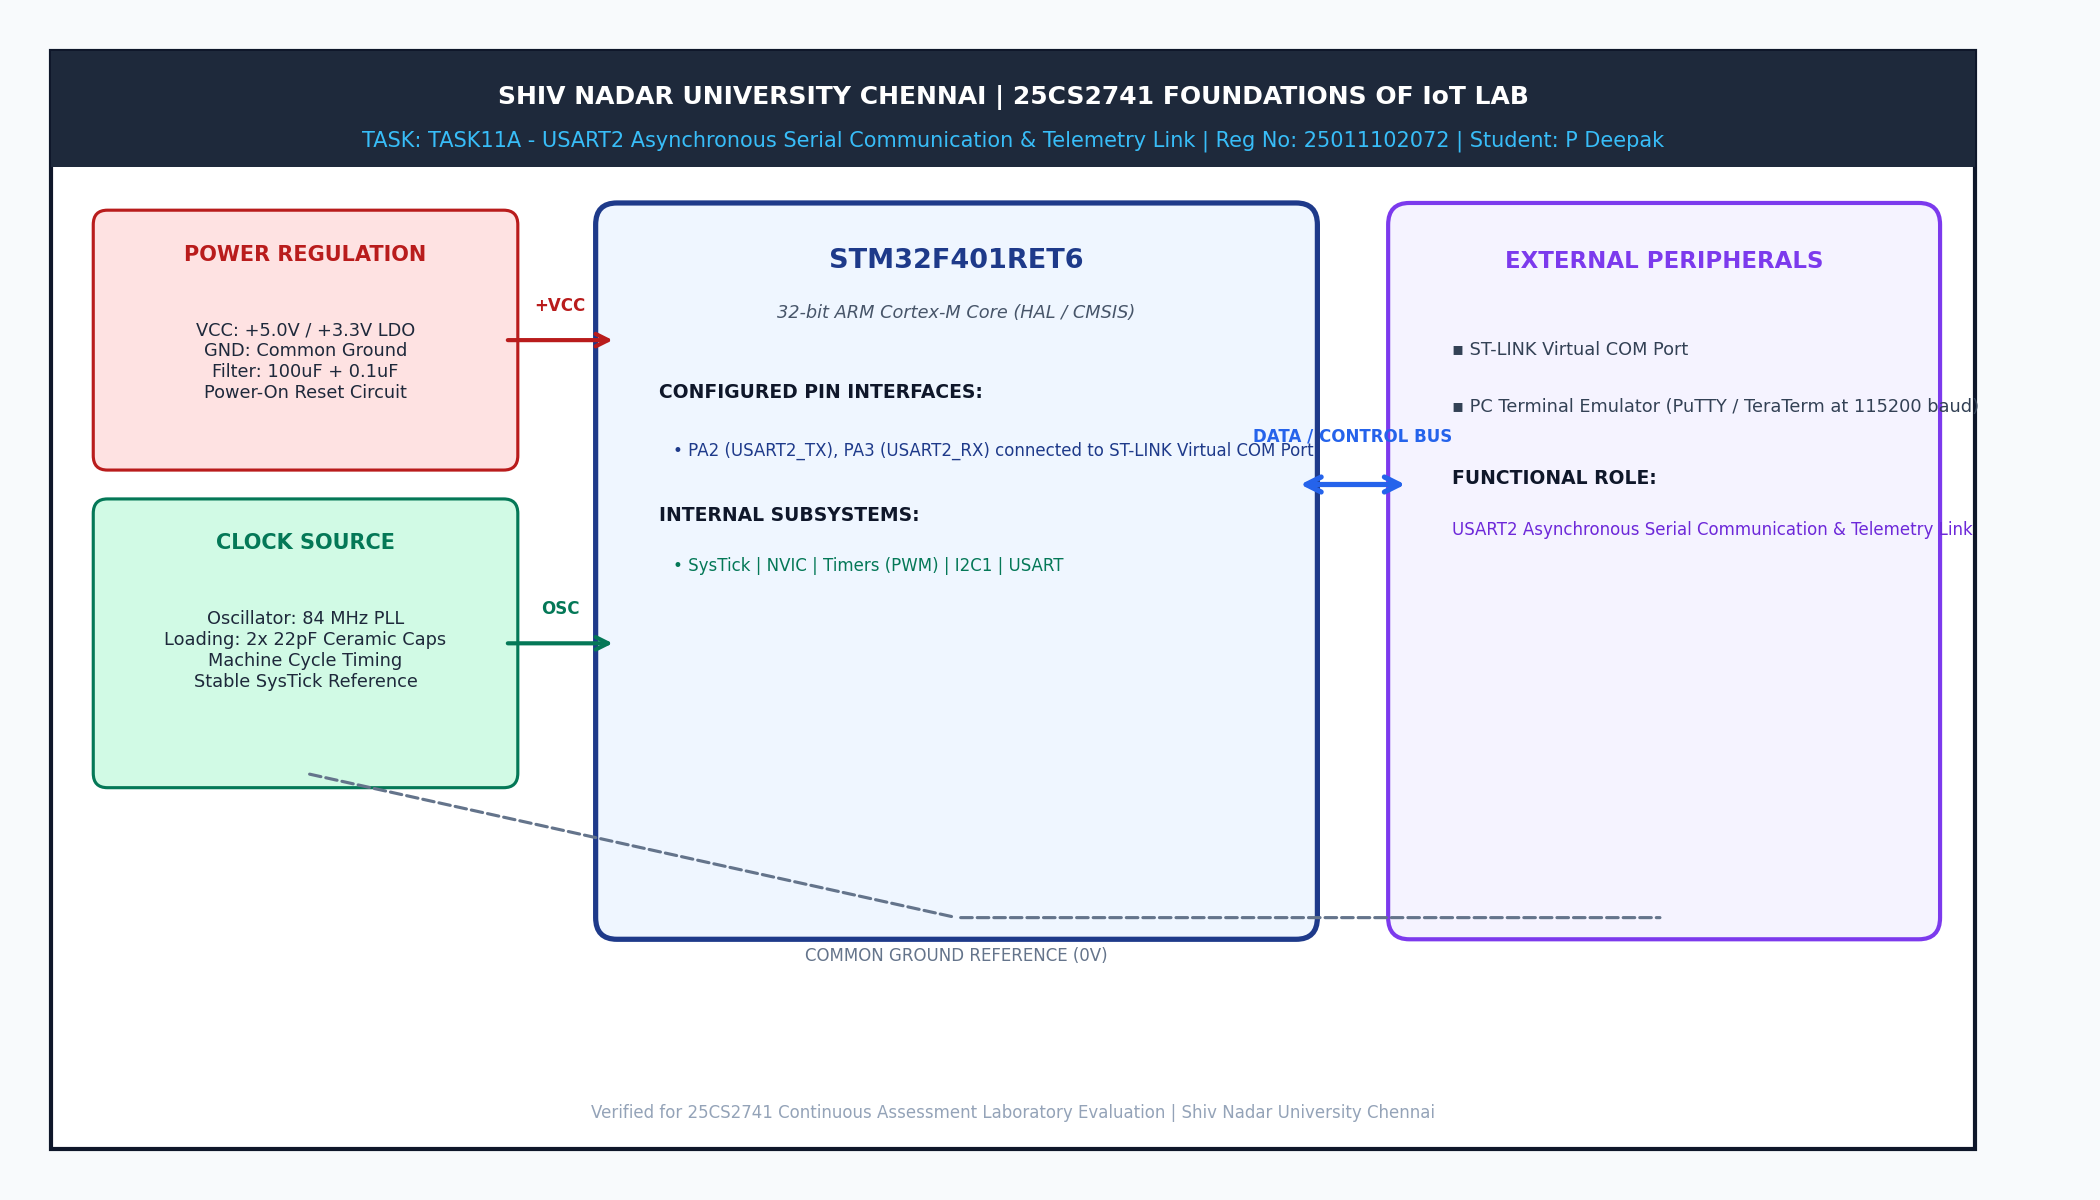 SHIV NADAR UNIVERSITY CHENNAI | 25CS2741 FOUNDATIONS OF IoT LAB
TASK: TASK11A - USART2 Asynchronous Serial Communication & Telemetry Link | Reg No: 25011102072 | Student: P Deepak
POWER REGULATION
VCC: +5.0V / +3.3V LDO
GND: Common Ground
Filter: 100uF + 0.1uF
Power-On Reset Circuit
+VCC
CLOCK SOURCE
Oscillator: 84 MHz PLL
Loading: 2x 22pF Ceramic Caps
Machine Cycle Timing
Stable SysTick Reference
OSC
STM32F401RET6
32-bit ARM Cortex-M Core (HAL / CMSIS)
CONFIGURED PIN INTERFACES:
• PA2 (USART2_TX), PA3 (USART2_RX) connected to ST-LINK Virtual COM Port
INTERNAL SUBSYSTEMS:
• SysTick | NVIC | Timers (PWM) | I2C1 | USART
DATA / CONTROL BUS
EXTERNAL PERIPHERALS
▪ ST-LINK Virtual COM Port
▪ PC Terminal Emulator (PuTTY / TeraTerm at 115200 baud)
FUNCTIONAL ROLE:
USART2 Asynchronous Serial Communication & Telemetry Link
COMMON GROUND REFERENCE (0V)
Verified for 25CS2741 Continuous Assessment Laboratory Evaluation | Shiv Nadar University Chennai